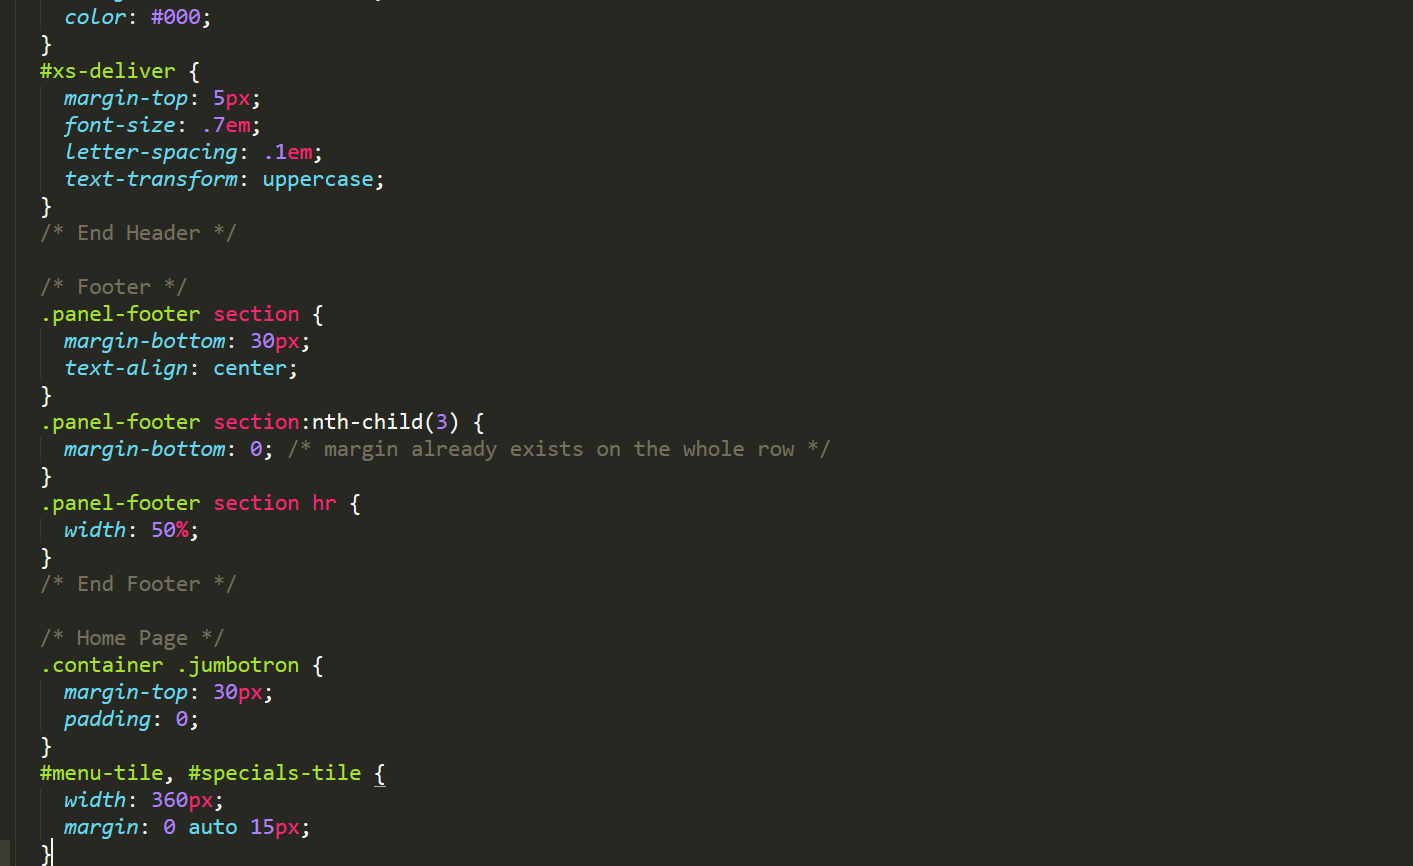 color: #000;
}
#xs-deliver {
margin-top: 5px;
font-size: .7em;
letter-spacing: .1em;
text-transform: uppercase;
}
/* End Header */
/* Footer */
.panel-footer section {
margin-bottom: 30px;
text-align: center;
}
.panel-footer section:nth-child(3) {
margin-bottom: 0; /* margin already exists on the whole row */
}
.panel-footer section hr {
width: 50%;
}
/* End Footer */
/* Home Page */
.container .jumbotron {
margin-top: 30px;
padding: 0;
}
#menu-tile, #specials-tile {
width: 360px;
margin: 0 auto 15px;
}